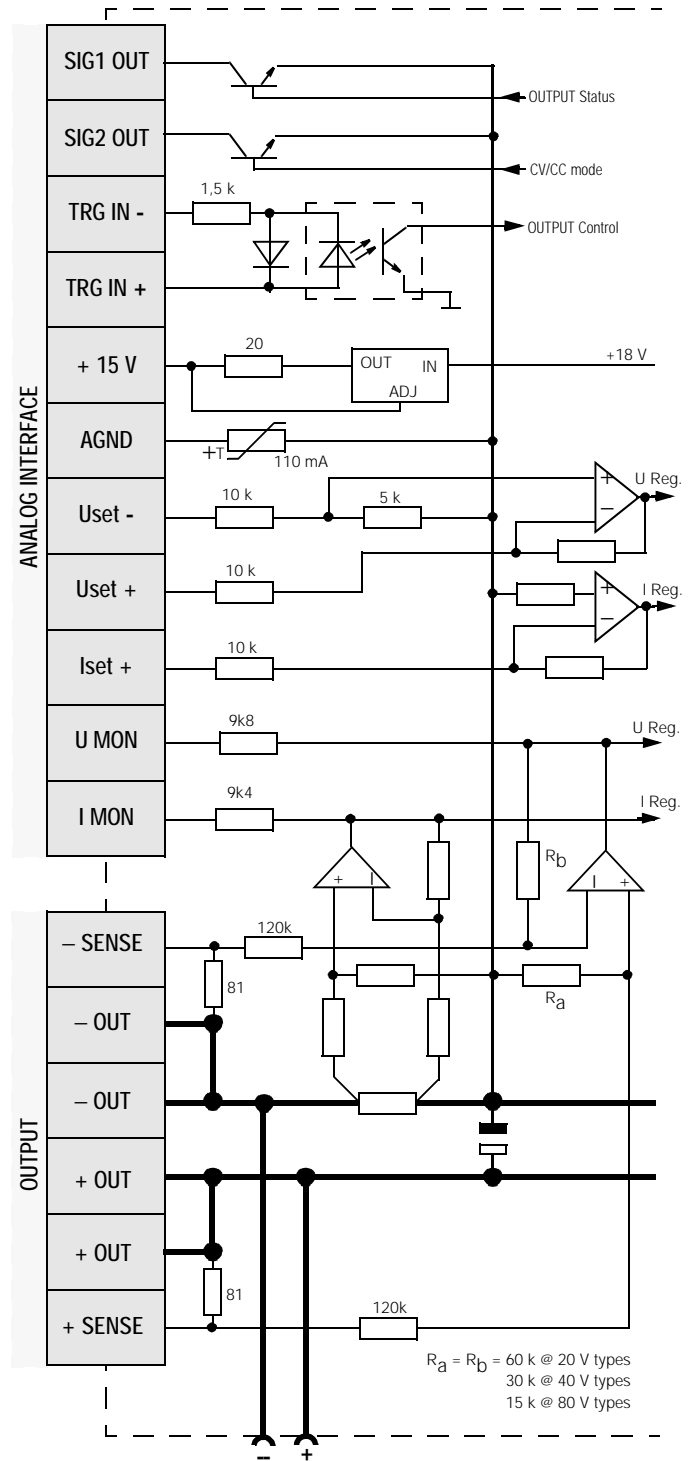 ANALOG INTERFACE
SIG1 OUT
OUTPUT Status
SIG2 OUT
CV/CC mode
1,5 k
TRG IN -
OUTPUT Control
TRG IN +
20
+ 15 V
OUT IN
ADJ
+18 V
AGND
+T
110 mA
Uset -
10 k
5 k
+
−
U Reg.
Uset +
10 k
+
−
I Reg.
Iset +
10 k
U MON
9k8
U Reg.
I MON
9k4
I Reg.
+ −
Rb
− +
OUTPUT
– SENSE
120k
81
Ra
– OUT
– OUT
+ OUT
+ OUT
81
+ SENSE
120k
Ra = Rb = 60 k @ 20 V types
30 k @ 40 V types
15 k @ 80 V types
-- +